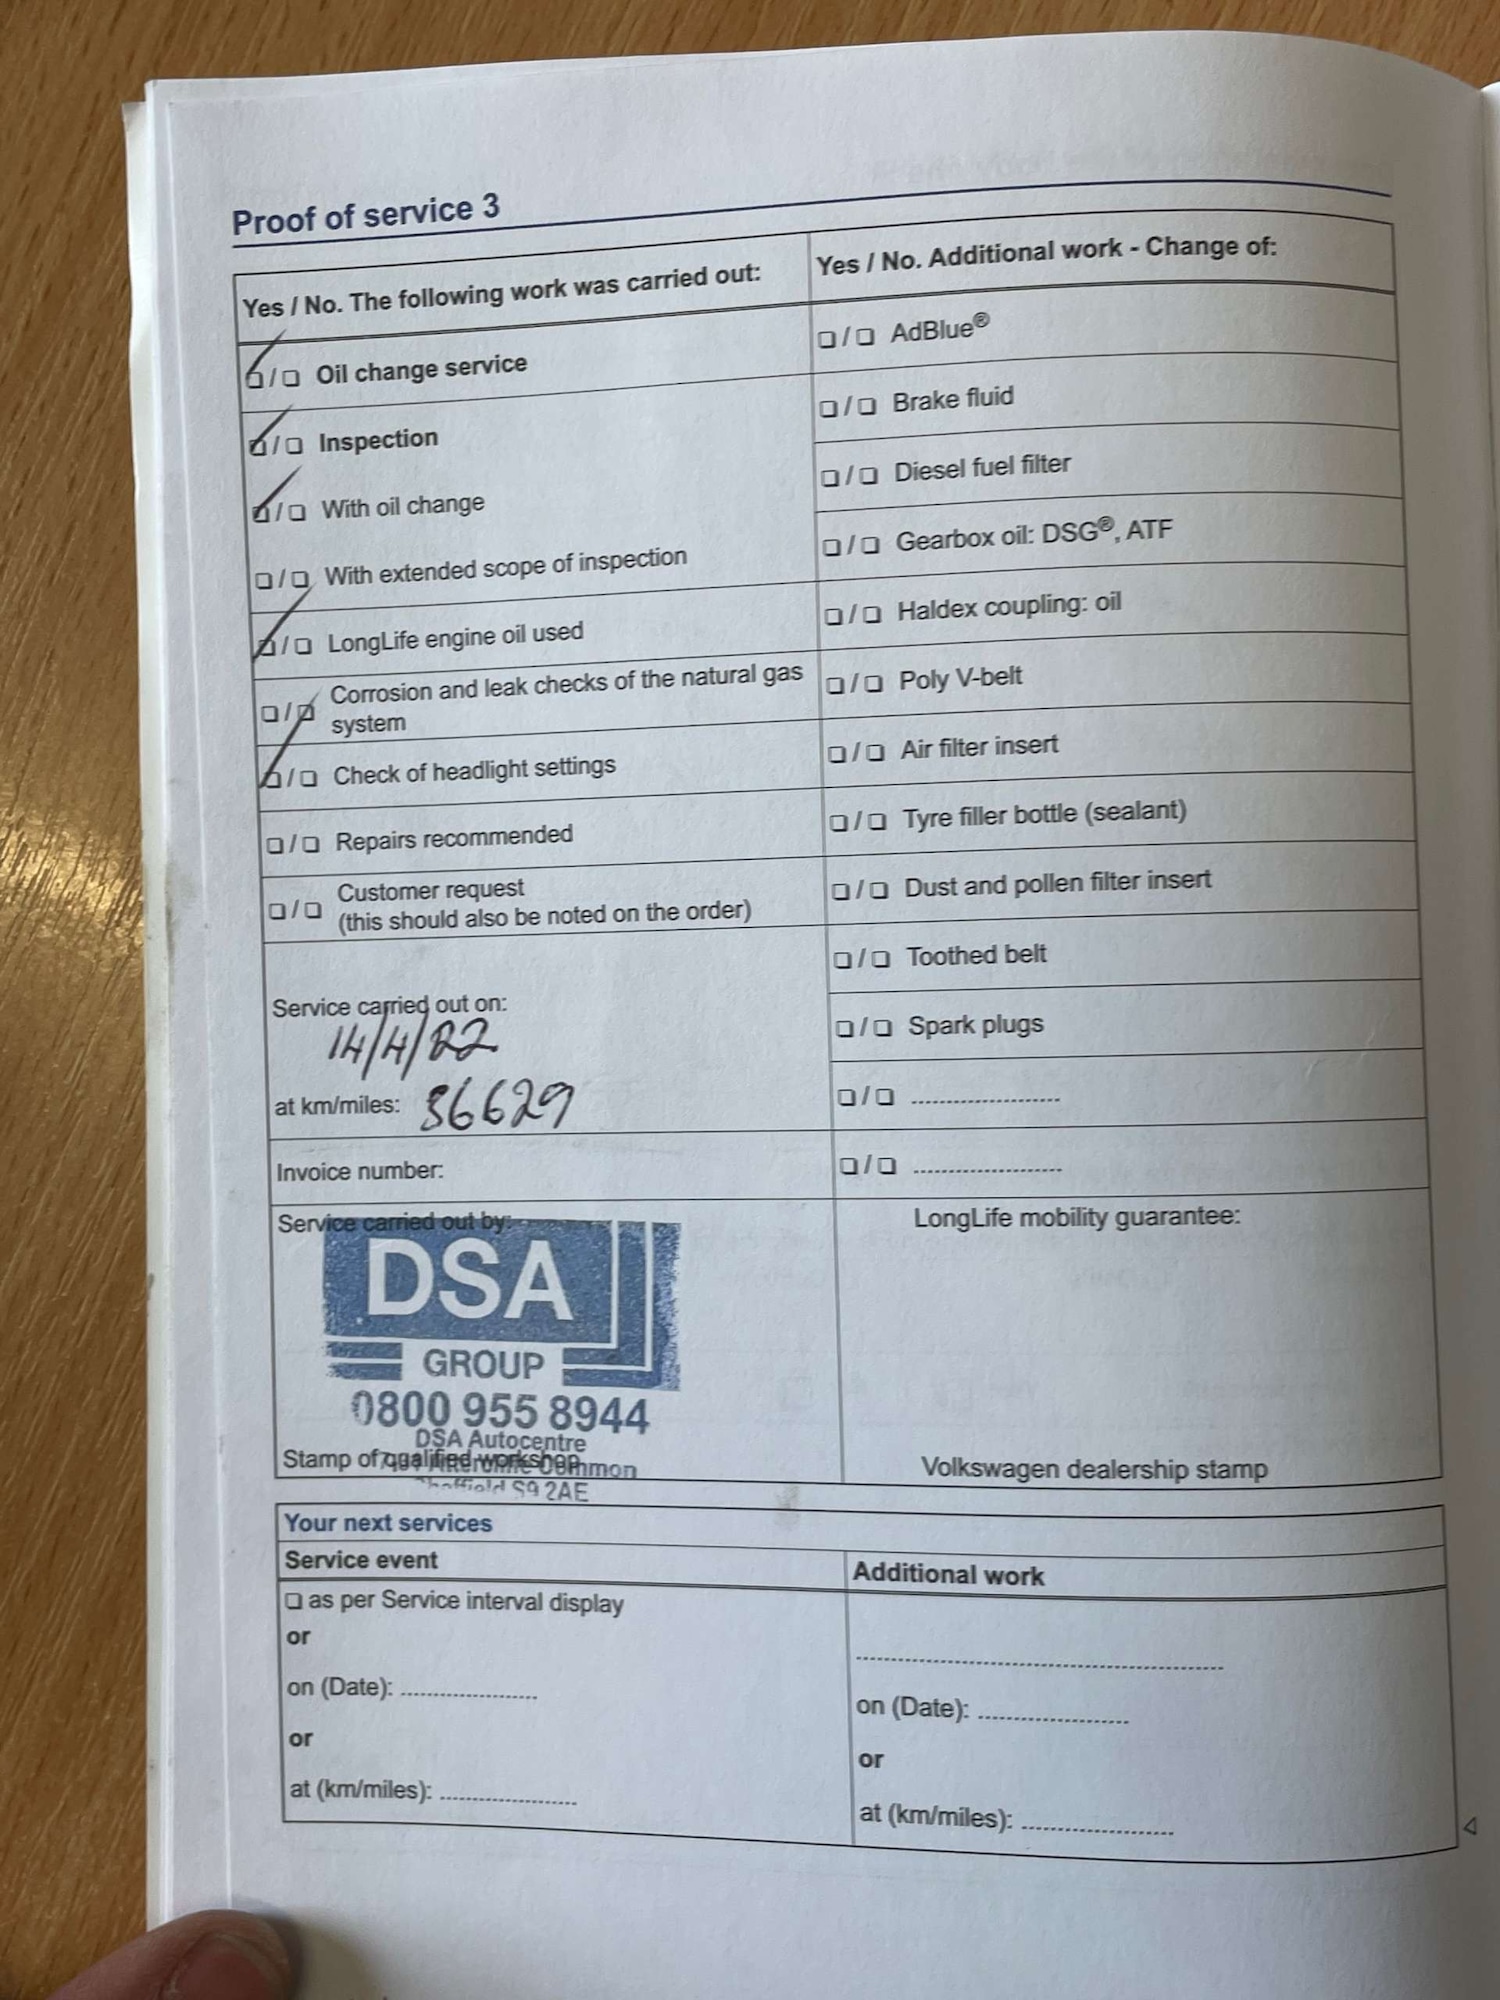 Proof of service 3
Yes / No. The following work was carried out:
Oil change service
Inspection
With oil change
With extended scope of inspection
LongLife engine oil used
Corrosion and leak checks of the natural gas
system
Check of headlight settings
Repairs recommended
Customer request
(this should also be noted on the order)
Service carried out on:
14/4/22
at km/miles: 36629
Invoice number:
Service carried out by:
DSA
GROUP
0800 955 8944
DSA Autocentre
Stamp of qualified workshop
Common
Sheffield S9 2AE
Yes / No. Additional work - Change of:
AdBlue®
Brake fluid
Diesel fuel filter
Gearbox oil: DSG®, ATF
Haldex coupling: oil
Poly V-belt
Air filter insert
Tyre filler bottle (sealant)
Dust and pollen filter insert
Toothed belt
Spark plugs
LongLife mobility guarantee:
Volkswagen dealership stamp
Your next services
Service event
as per Service interval display
or
on (Date):
or
at (km/miles):
Additional work
on (Date):
or
at (km/miles):